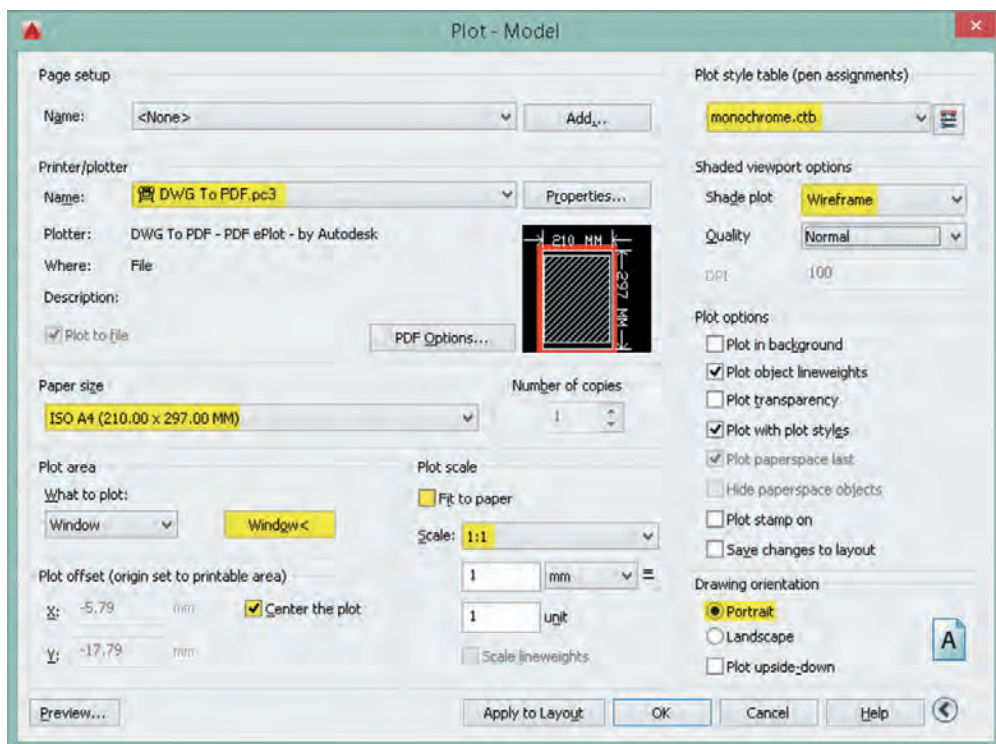 Plot - Model
Page setup
Name: <None> Add...
Printer/plotter
Name: DWG To PDF.pc3 Properties...
Plotter: DWG To PDF - PDF ePlot - by Autodesk
Where: File
Description:
Plot to file
PDF Options...
210 MM
297 MM
Paper size
ISO A4 (210.00 x 297.00 MM)
Number of copies
1
Plot area
What to plot:
Window Window<
Plot offset (origin set to printable area)
X: -5.79 mm Center the plot
Y: -17.79 mm
Plot scale
Fit to paper
Scale: 1:1
1 mm =
1 unit
Scale lineweights
Plot style table (pen assignments)
monochrome.ctb
Shaded viewport options
Shade plot Wireframe
Quality Normal
DPI 100
Plot options
Plot in background
Plot object lineweights
Plot transparency
Plot with plot styles
Plot paperspace last
Hide paperspace objects
Plot stamp on
Save changes to layout
Drawing orientation
Portrait
Landscape
Plot upside-down
A
Preview... Apply to Layout OK Cancel Help